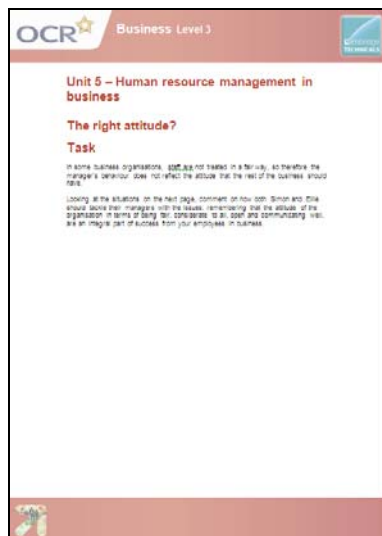 OCR
Business Level 3
Cambridge
TECHNICALS
Unit 5 – Human resource management in
business
The right attitude?
Task
In some business organisations, staff are not treated in a fair way, so therefore the
manager's behaviour does not reflect the attitude that the rest of the business should
have.
Looking at the situations on the next page, comment on how both Simon and Ellie
should tackle their managers with the issues, remembering that the attitude of the
organisation in terms of being fair, considerate to all, open and communicating well,
are an integral part of success from your employees in business.